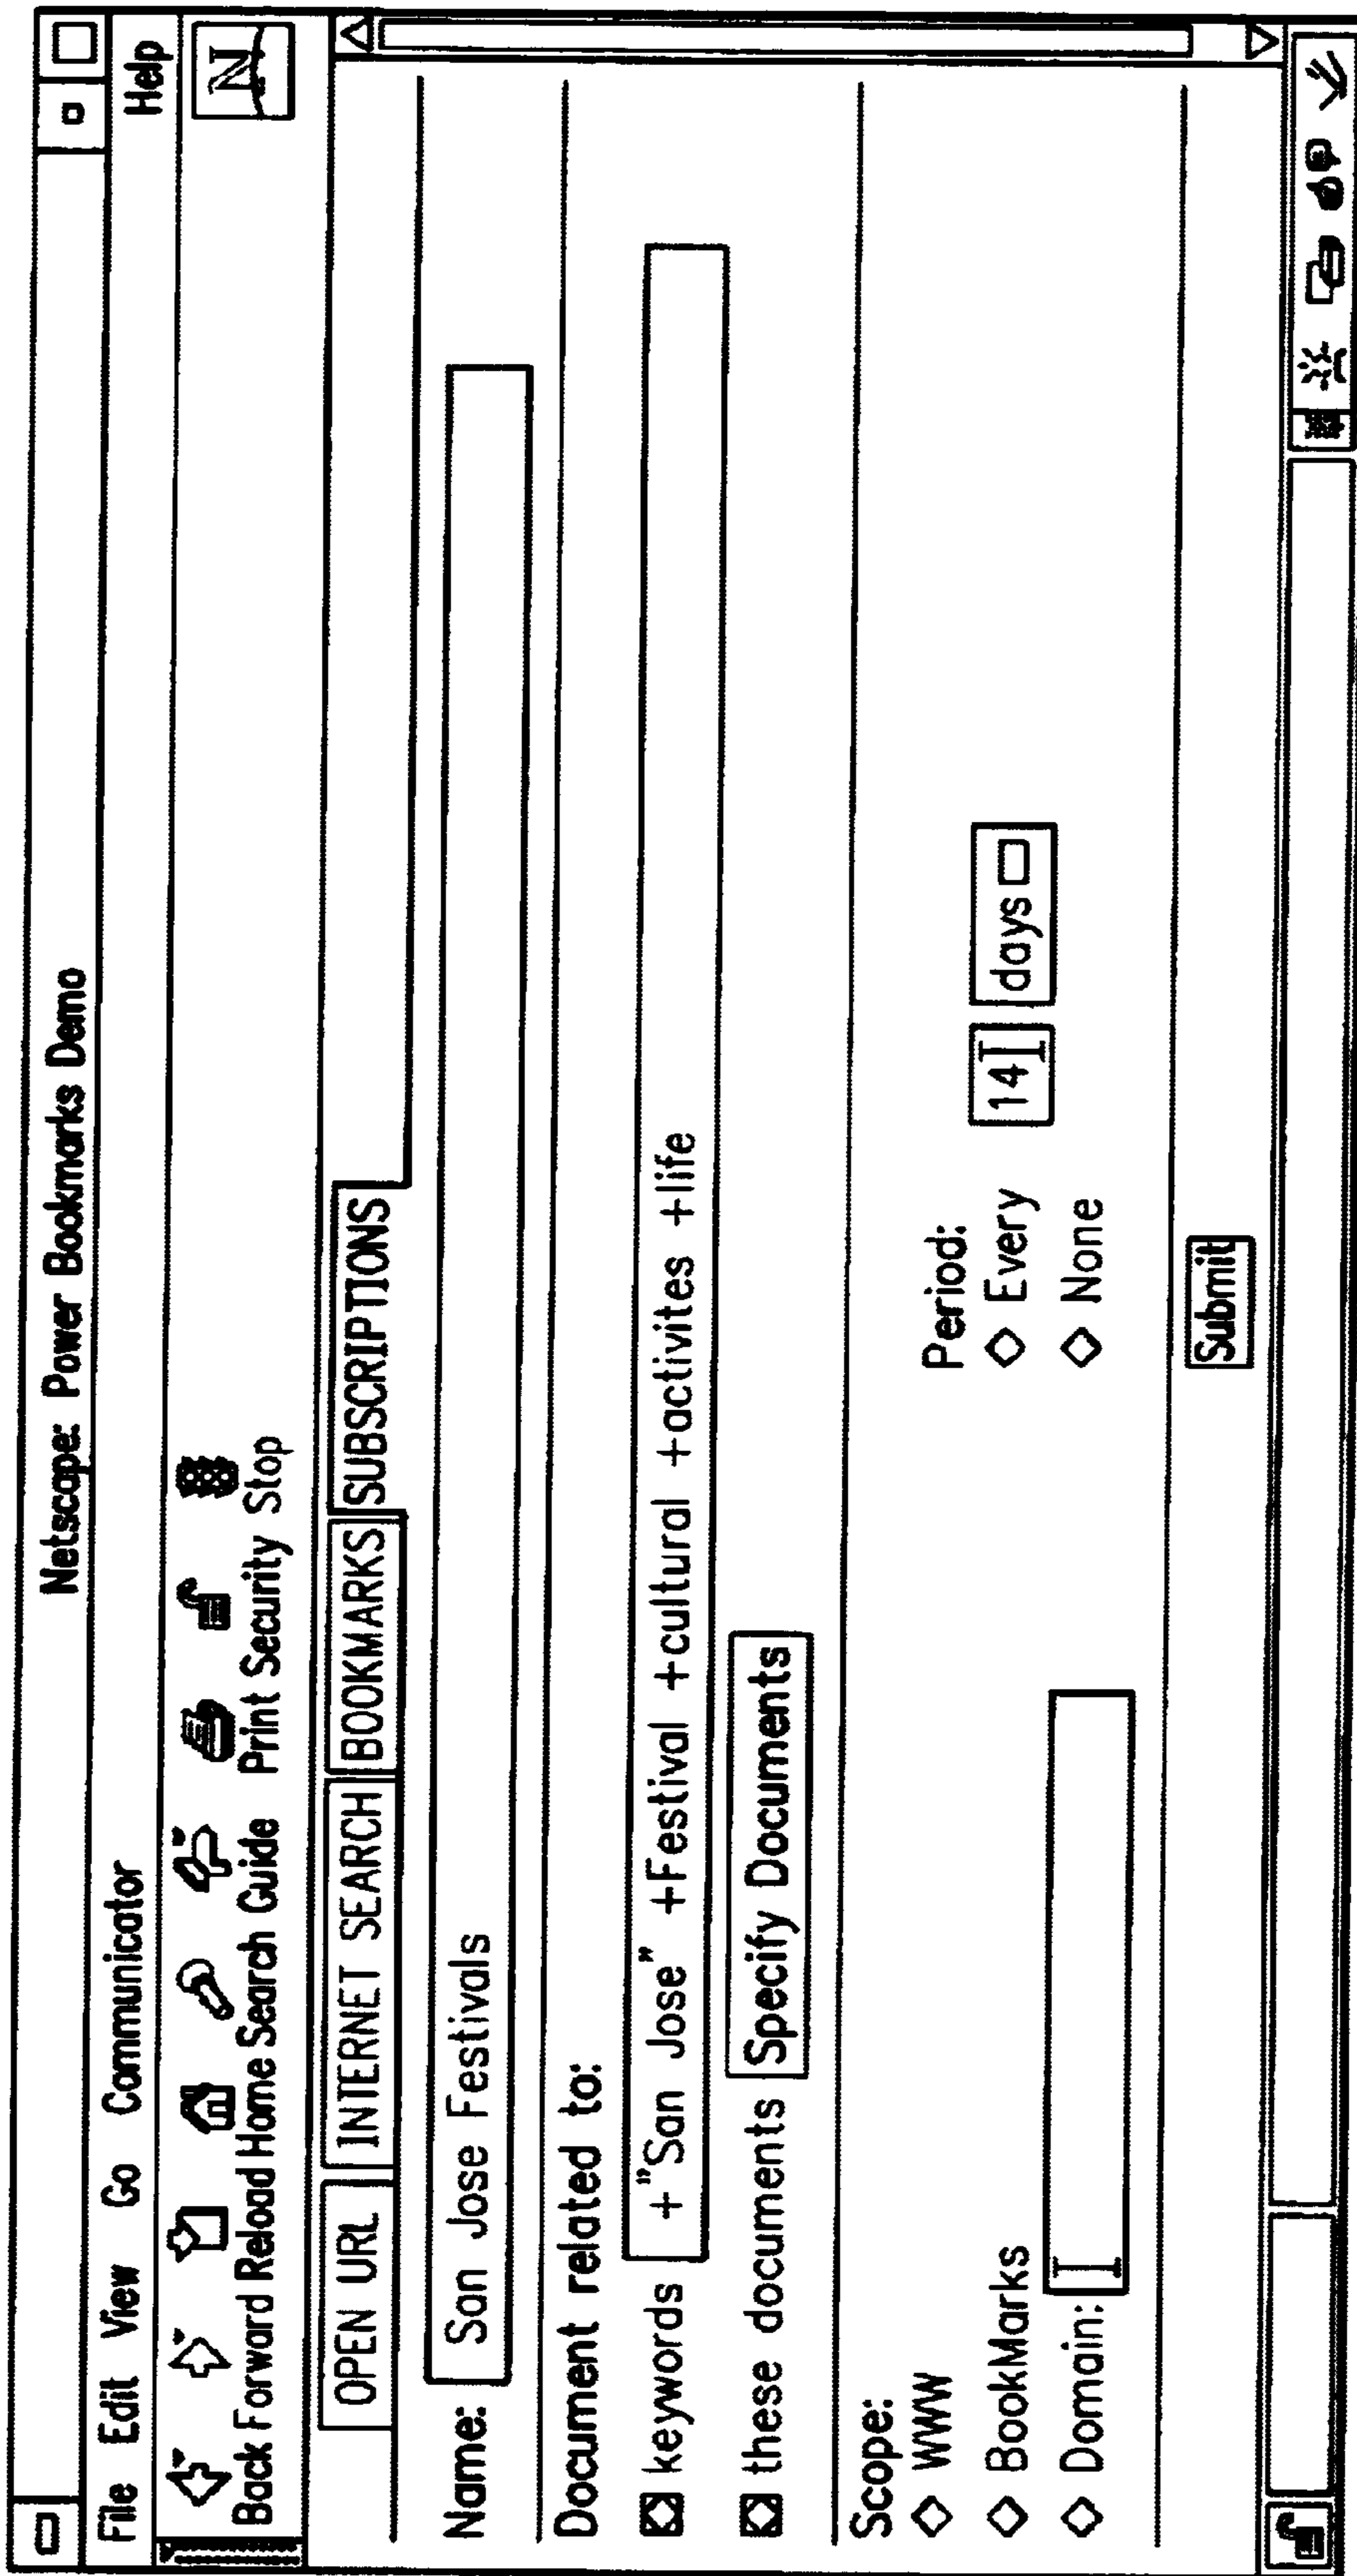 Netscape: Power Bookmarks Demo
File Edit View Go Communicator Help
Back Forward Reload Home Search Guide Print Security Stop
N
OPEN URL INTERNET SEARCH BOOKMARKS SUBSCRIPTIONS
Name: San Jose Festivals
Document related to:
keywords +"San Jose" +Festival +cultural +activites +life
these documents Specify Documents
Scope: Period:
WWW
BookMarks Every 14 days
Domain: None
Submit